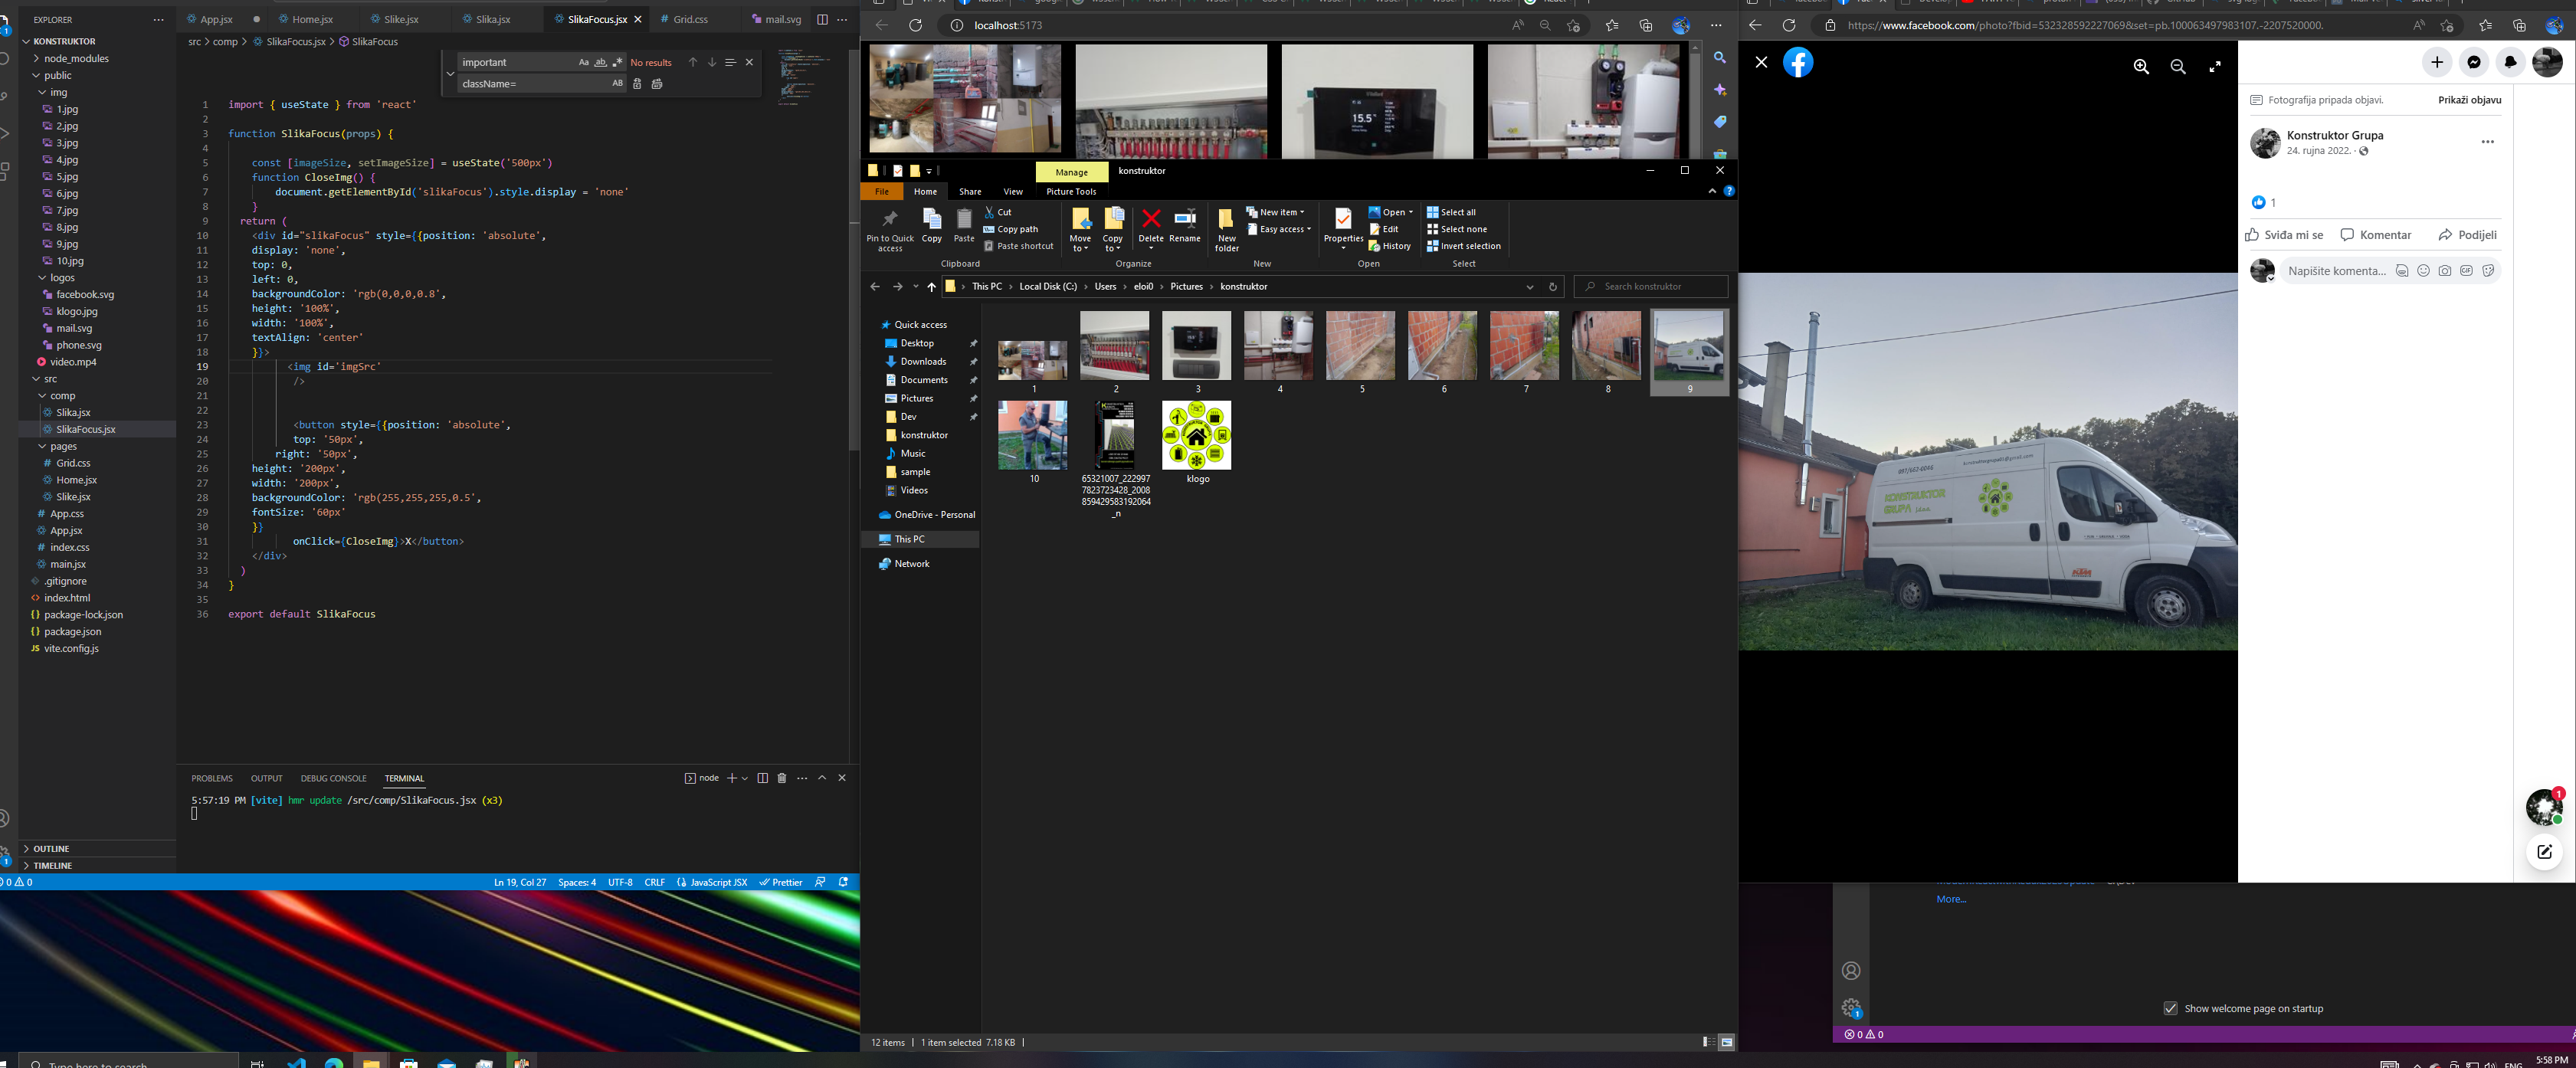 App.jsx
Home.jsx
Slike.jsx
Slika.jsx
SlikaFocus.jsx
Grid.css
mail.svg
src > comp > SlikaFocus.jsx > SlikaFocus
EXPLORER
KONSTRUKTOR
node_modules
public
img
1.jpg
2.jpg
3.jpg
4.jpg
5.jpg
6.jpg
7.jpg
8.jpg
9.jpg
10.jpg
logos
facebook.svg
klogo.jpg
mail.svg
phone.svg
video.mp4
src
comp
Slika.jsx
SlikaFocus.jsx
pages
Grid.css
Home.jsx
Slike.jsx
App.css
App.jsx
index.css
main.jsx
.gitignore
index.html
package-lock.json
package.json
vite.config.js
OUTLINE
TIMELINE
important
No results
className=
1 import { useState } from 'react'
2
3 function SlikaFocus(props) {
4
5 const [imageSize, setImageSize] = useState('500px')
6 function CloseImg() {
7 document.getElementById('slikaFocus').style.display = 'none'
8 }
9 return (
10 <div id="slikaFocus" style={{position: 'absolute',
11 display: 'none',
12 top: 0,
13 left: 0,
14 backgroundColor: 'rgb(0,0,0,0.8',
15 height: '100%',
16 width: '100%',
17 textAlign: 'center'
18 }}>
19 <img id='imgSrc'
20 />
21
22
23 <button style={{position: 'absolute',
24 top: '50px',
25 right: '50px',
26 height: '200px',
27 width: '200px',
28 backgroundColor: 'rgb(255,255,255,0.5',
29 fontSize: '60px'
30 }}
31 onClick={CloseImg}>X</button>
32 </div>
33 )
34 }
35
36 export default SlikaFocus
PROBLEMS OUTPUT DEBUG CONSOLE TERMINAL
node
5:57:19 PM [vite] hmr update /src/comp/SlikaFocus.jsx (x3)
0 0
Ln 19, Col 27 Spaces: 4 UTF-8 CRLF JavaScript JSX Prettier
Type here to search
localhost:5173
15.5
Manage
konstruktor
File Home Share View Picture Tools
Pin to Quick access
Copy
Paste
Cut
Copy path
Paste shortcut
Clipboard
Move to
Copy to
Delete
Rename
Organize
New folder
New item
Easy access
New
Properties
Open
Edit
History
Open
Select all
Select none
Invert selection
Select
This PC > Local Disk (C:) > Users > eloi0 > Pictures > konstruktor
Search konstruktor
Quick access
Desktop
Downloads
Documents
Pictures
Dev
konstruktor
Music
sample
Videos
OneDrive - Personal
This PC
Network
1 2 3 4 5 6 7 8 9
10
65321007_2229977823723428_2008859429583192064_n
klogo
12 items 1 item selected 7.18 KB
https://www.facebook.com/photo?fbid=532328592227069&set=pb.100063497983107.-2207520000.
Fotografija pripada objavi.
Prikaži objavu
Konstruktor Grupa
24. rujna 2022.
1
Sviđa mi se
Komentar
Podijeli
Napišite komenta...
GIF
KONSTRUKTOR
GRUPA j.d.o.o.
KTM
1
More...
Show welcome page on startup
0 0
ENG
5:58 PM